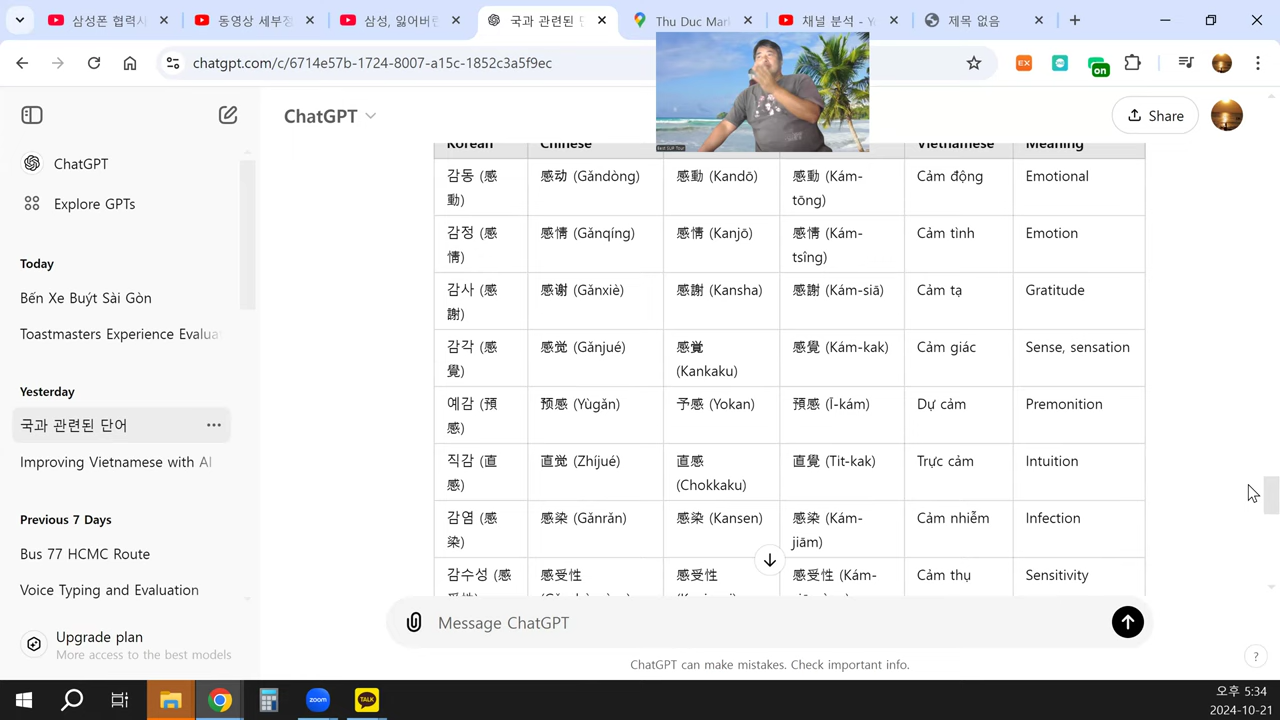 삼성폰 협력사
동영상 세부정
삼성, 잃어버린
국과 관련된 단어
Thu Duc Mark
채널 분석 - Y
제목 없음
chatgpt.com/c/6714e57b-1724-8007-a15c-1852c3a5f9ec
EX
on
ChatGPT
Share
ChatGPT
Explore GPTs
Today
Bến Xe Buýt Sài Gòn
Toastmasters Experience Evalua
Yesterday
국과 관련된 단어
Improving Vietnamese with AI
Previous 7 Days
Bus 77 HCMC Route
Voice Typing and Evaluation
Upgrade plan
More access to the best models
Korean Chinese Vietnamese Meaning
감동 (感 感动 (Gǎndòng) 感動 (Kandō) 感動 (Kám- Cảm động Emotional
動) tōng)
감정 (感 感情 (Gǎnqíng) 感情 (Kanjō) 感情 (Kám- Cảm tình Emotion
情) tsîng)
감사 (感 感谢 (Gǎnxiè) 感謝 (Kansha) 感謝 (Kám-siā) Cảm tạ Gratitude
謝)
감각 (感 感觉 (Gǎnjué) 感覚 感覺 (Kám-kak) Cảm giác Sense, sensation
覺) (Kankaku)
예감 (預 预感 (Yùgǎn) 予感 (Yokan) 預感 (Ī-kám) Dự cảm Premonition
感)
직감 (直 直觉 (Zhíjué) 直感 直覺 (Tit-kak) Trực cảm Intuition
感) (Chokkaku)
감염 (感 感染 (Gǎnrǎn) 感染 (Kansen) 感染 (Kám- Cảm nhiễm Infection
染) jiām)
감수성 (感 感受性 感受性 感受性 (Kám- Cảm thụ Sensitivity
Message ChatGPT
ChatGPT can make mistakes. Check important info.
?
zoom
TALK
오후 5:34
2024-10-21